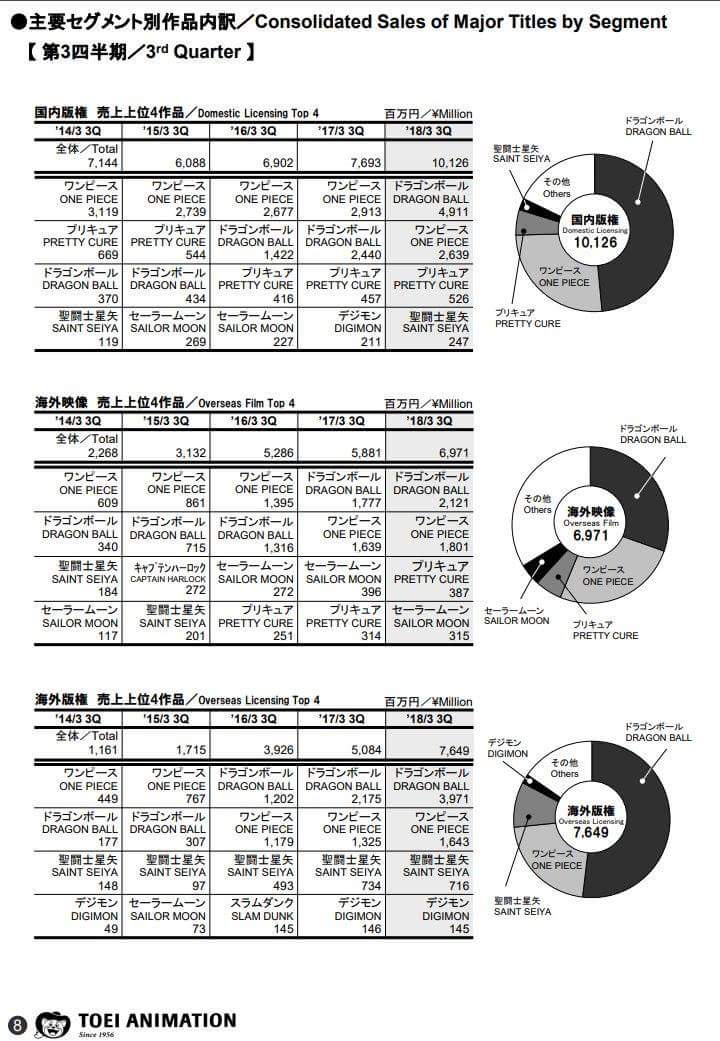 ●主要セグメント別作品内訳／Consolidated Sales of Major Titles by Segment
【 第3四半期／3rd Quarter 】
国内版権 売上上位4作品／Domestic Licensing Top 4 百万円／¥Million
'14/3 3Q '15/3 3Q '16/3 3Q '17/3 3Q '18/3 3Q
全体／Total
7,144 6,088 6,902 7,693 10,126
ワンピース ワンピース ワンピース ワンピース ドラゴンボール
ONE PIECE ONE PIECE ONE PIECE ONE PIECE DRAGON BALL
3,119 2,739 2,677 2,913 4,911
プリキュア プリキュア ドラゴンボール ドラゴンボール ワンピース
PRETTY CURE PRETTY CURE DRAGON BALL DRAGON BALL ONE PIECE
669 544 1,422 2,440 2,639
ドラゴンボール ドラゴンボール プリキュア プリキュア プリキュア
DRAGON BALL DRAGON BALL PRETTY CURE PRETTY CURE PRETTY CURE
370 434 416 457 526
聖闘士星矢 セーラームーン セーラームーン デジモン 聖闘士星矢
SAINT SEIYA SAILOR MOON SAILOR MOON DIGIMON SAINT SEIYA
119 269 227 211 247
ドラゴンボール
DRAGON BALL
聖闘士星矢
SAINT SEIYA
その他
Others
国内版権
Domestic Licensing
10,126
ワンピース
ONE PIECE
プリキュア
PRETTY CURE
海外映像 売上上位4作品／Overseas Film Top 4 百万円／¥Million
'14/3 3Q '15/3 3Q '16/3 3Q '17/3 3Q '18/3 3Q
全体／Total
2,268 3,132 5,286 5,881 6,971
ワンピース ワンピース ワンピース ドラゴンボール ドラゴンボール
ONE PIECE ONE PIECE ONE PIECE DRAGON BALL DRAGON BALL
609 861 1,395 1,777 2,121
ドラゴンボール ドラゴンボール ドラゴンボール ワンピース ワンピース
DRAGON BALL DRAGON BALL DRAGON BALL ONE PIECE ONE PIECE
340 715 1,316 1,639 1,801
聖闘士星矢 キャプテンハーロック セーラームーン セーラームーン プリキュア
SAINT SEIYA CAPTAIN HARLOCK SAILOR MOON SAILOR MOON PRETTY CURE
184 272 272 396 387
セーラームーン 聖闘士星矢 プリキュア プリキュア セーラームーン
SAILOR MOON SAINT SEIYA PRETTY CURE PRETTY CURE SAILOR MOON
117 201 251 314 315
ドラゴンボール
DRAGON BALL
その他
Others
海外映像
Overseas Film
6,971
ワンピース
ONE PIECE
セーラームーン
SAILOR MOON
プリキュア
PRETTY CURE
海外版権 売上上位4作品／Overseas Licensing Top 4 百万円／¥Million
'14/3 3Q '15/3 3Q '16/3 3Q '17/3 3Q '18/3 3Q
全体／Total
1,161 1,715 3,926 5,084 7,649
ワンピース ワンピース ドラゴンボール ドラゴンボール ドラゴンボール
ONE PIECE ONE PIECE DRAGON BALL DRAGON BALL DRAGON BALL
449 767 1,202 2,175 3,971
ドラゴンボール ドラゴンボール ワンピース ワンピース ワンピース
DRAGON BALL DRAGON BALL ONE PIECE ONE PIECE ONE PIECE
177 307 1,179 1,325 1,643
聖闘士星矢 聖闘士星矢 聖闘士星矢 聖闘士星矢 聖闘士星矢
SAINT SEIYA SAINT SEIYA SAINT SEIYA SAINT SEIYA SAINT SEIYA
148 97 493 734 716
デジモン セーラームーン スラムダンク デジモン デジモン
DIGIMON SAILOR MOON SLAM DUNK DIGIMON DIGIMON
49 73 145 146 145
ドラゴンボール
DRAGON BALL
デジモン
DIGIMON
その他
Others
海外版権
Overseas Licensing
7,649
ワンピース
ONE PIECE
聖闘士星矢
SAINT SEIYA
8 TOEI ANIMATION
Since 1956